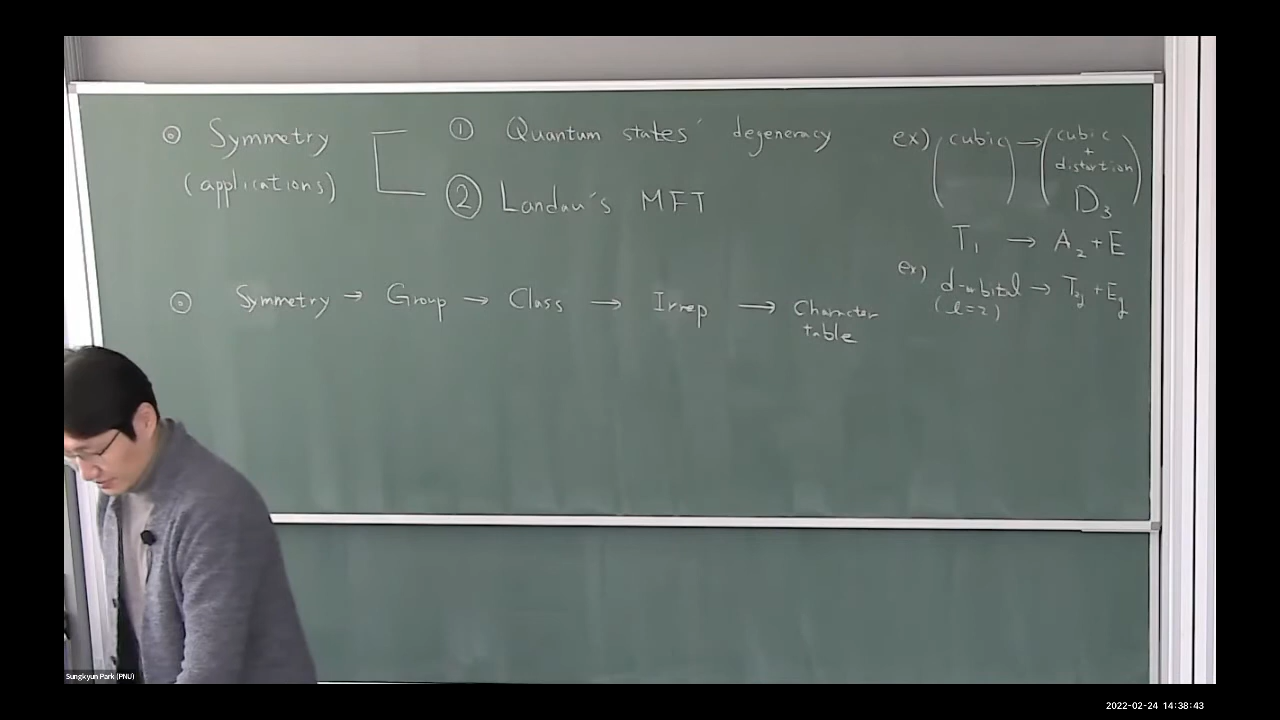 ⊙ Symmetry (applications)
① Quantum states' degeneracy
② Landau's MFT
ex) (cubic) → (cubic + distortion D₃)
T₁ → A₂ + E
ex) d-orbital (l=2) → T₂g + Eg
⊙ Symmetry → Group → Class → Irrep → Character table
Sungkyun Park (PNU)
2022-02-24 14:38:43